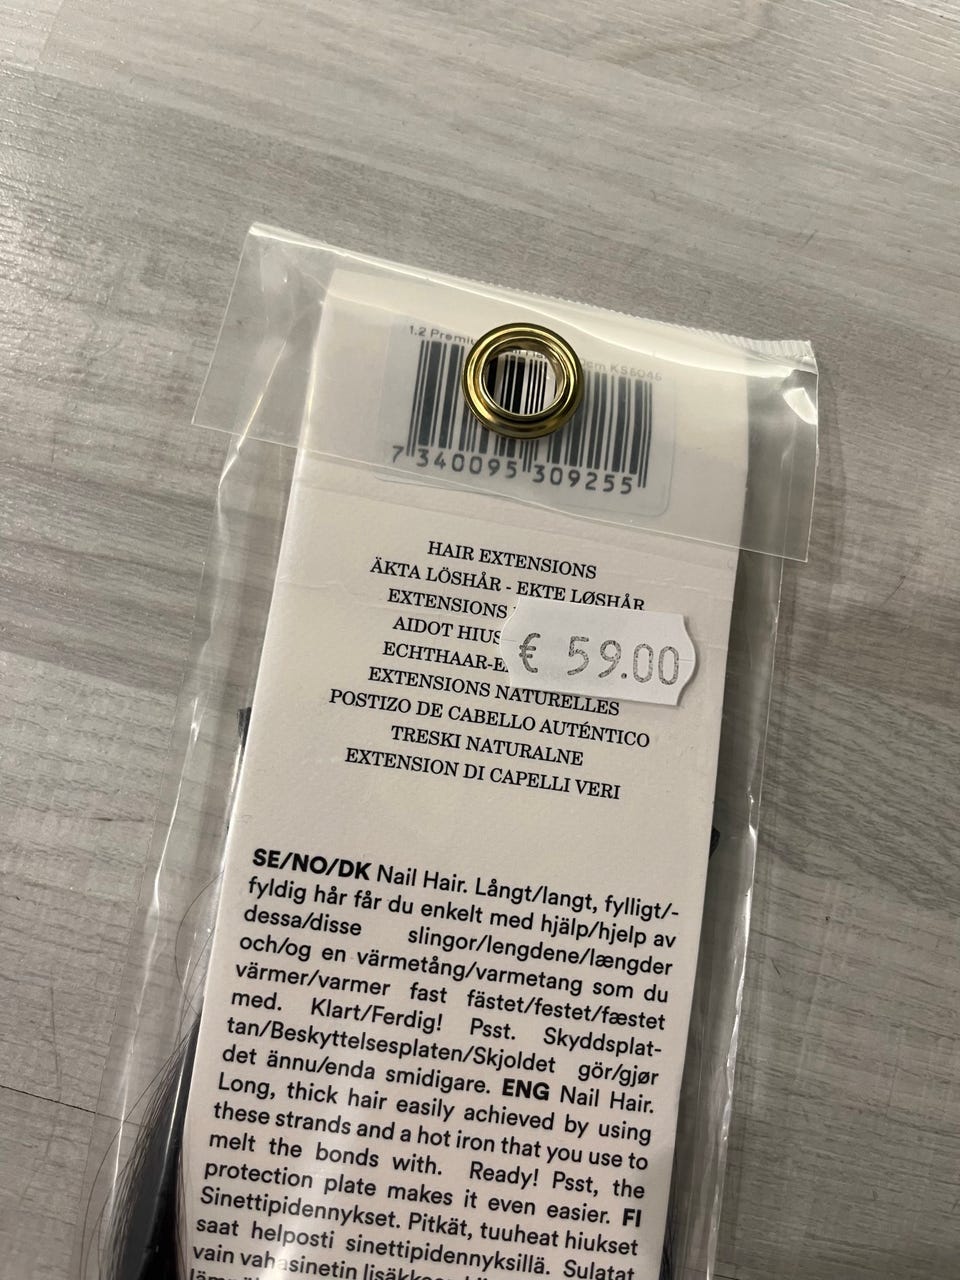 1.2 Premiu cm KS5046
7 340095 309255
HAIR EXTENSIONS
ÄKTA LÖSHÅR - EKTE LØSHÅR
EXTENSIONS
AIDOT HIUS
ECHTHAAR-E
€ 59.00
EXTENSIONS NATURELLES
POSTIZO DE CABELLO AUTÉNTICO
TRESKI NATURALNE
EXTENSION DI CAPELLI VERI
SE/NO/DK Nail Hair. Långt/langt, fylligt/-
fyldig hår får du enkelt med hjälp/hjelp av
dessa/disse slingor/lengdene/længder
och/og en värmetång/varmetang som du
värmer/varmer fast fästet/festet/fæstet
med. Klart/Ferdig! Psst. Skyddsplat-
tan/Beskyttelsesplaten/Skjoldet gör/gjør
det ännu/enda smidigare. ENG Nail Hair.
Long, thick hair easily achieved by using
these strands and a hot iron that you use to
melt the bonds with. Ready! Psst, the
protection plate makes it even easier. FI
Sinettipidennykset. Pitkät, tuuheat hiukset
saat helposti sinettipidennyksillä. Sulatat
vain vahasinetin